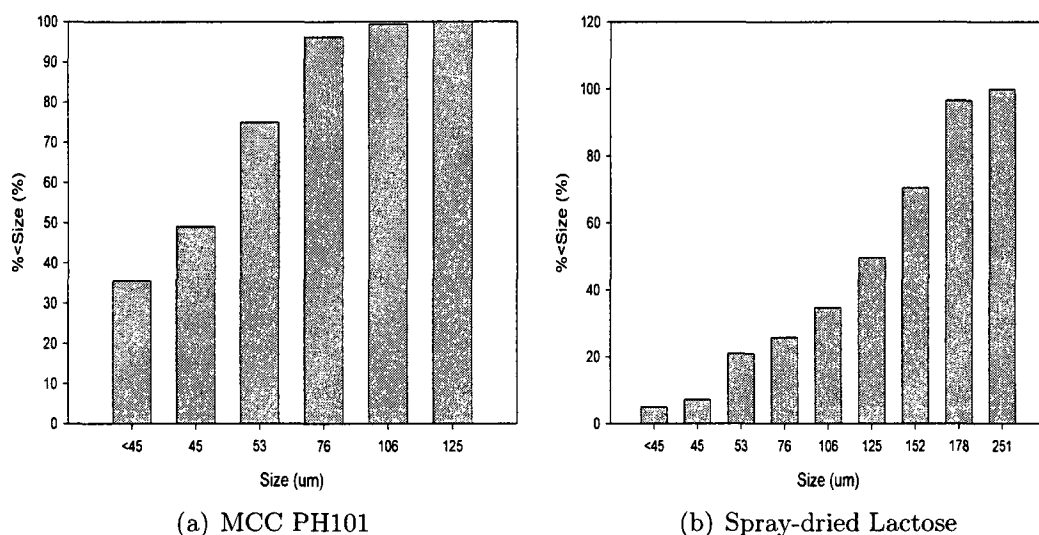 100
90
80
70
60
50
40
30
20
10
0
%<Size (%)
<45 45 53 76 106 125
Size (um)
(a) MCC PH101
120
100
80
60
40
20
0
%<Size (%)
<45 45 53 76 106 125 152 178 251
Size (um)
(b) Spray-dried Lactose